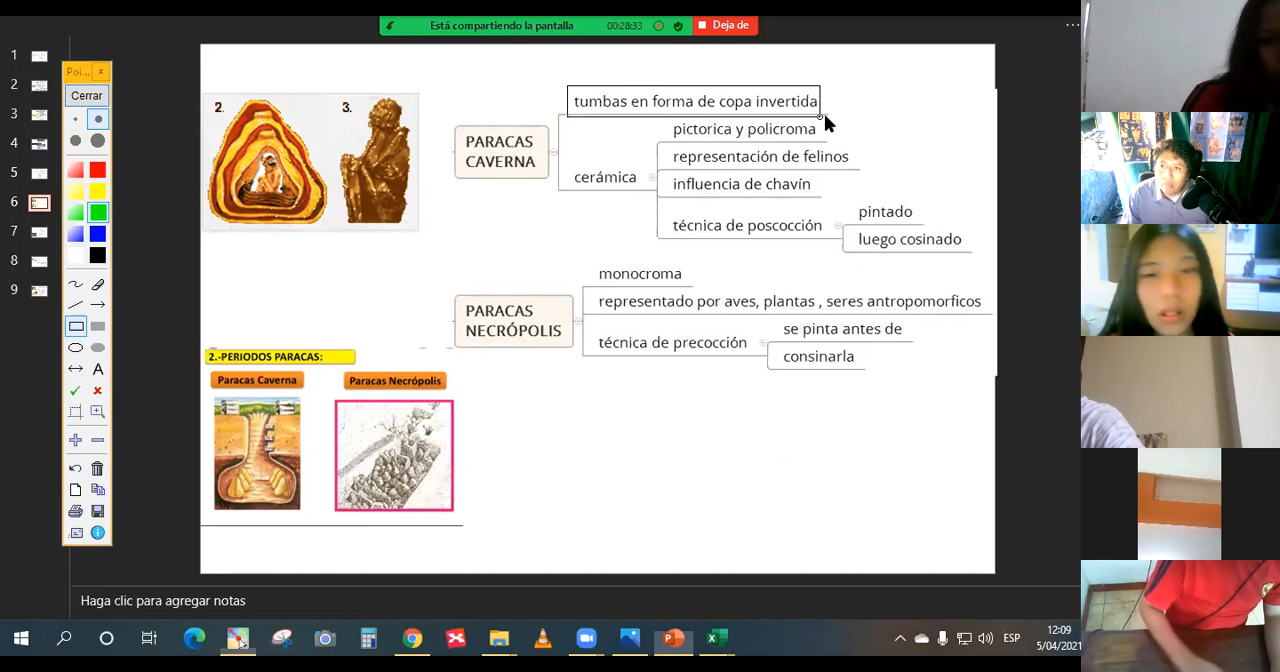 Está compartiendo la pantalla
00:28:33
Deja de
...
1
2
3
4
5
6
7
8
9
Poi...
x
Cerrar
A
2.
3.
PARACAS
CAVERNA
tumbas en forma de copa invertida
cerámica
pictorica y policroma
representación de felinos
influencia de chavín
técnica de poscocción
pintado
luego cosinado
PARACAS
NECRÓPOLIS
monocroma
representado por aves, plantas , seres antropomorficos
técnica de precocción
se pinta antes de
consinarla
2.-PERIODOS PARACAS:
Paracas Caverna
Paracas Necrópolis
Haga clic para agregar notas
ESP
12:09
5/04/2021